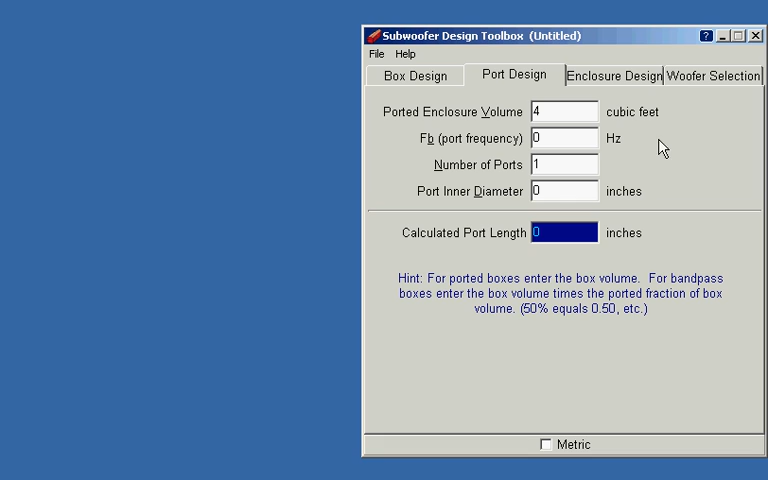 Subwoofer Design Toolbox (Untitled)
File Help
Box Design Port Design Enclosure Design Woofer Selection
Ported Enclosure Volume 4 cubic feet
Fb (port frequency) 0 Hz
Number of Ports 1
Port Inner Diameter 0 inches
Calculated Port Length 0 inches
Hint: For ported boxes enter the box volume. For bandpass
boxes enter the box volume times the ported fraction of box
volume. (50% equals 0.50, etc.)
Metric